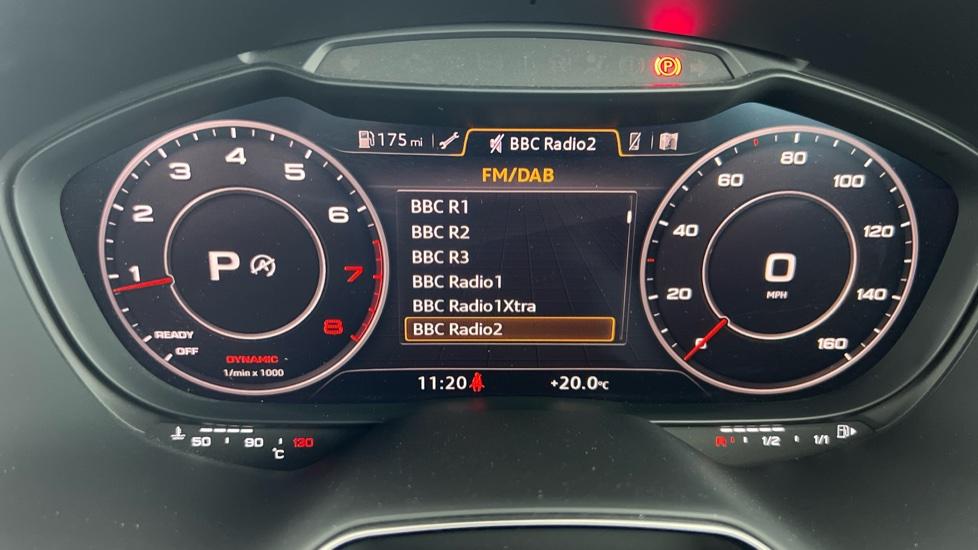 P
175 mi
BBC Radio2
FM/DAB
BBC R1
BBC R2
BBC R3
BBC Radio1
BBC Radio1Xtra
BBC Radio2
11:20
+20.0°C
1 2 3 4 5 6 7 8
P
READY
OFF
DYNAMIC
1/min x 1000
20 40 60 80 100 120 140 160
0
MPH
50 90 130
°C
R 1/2 1/1